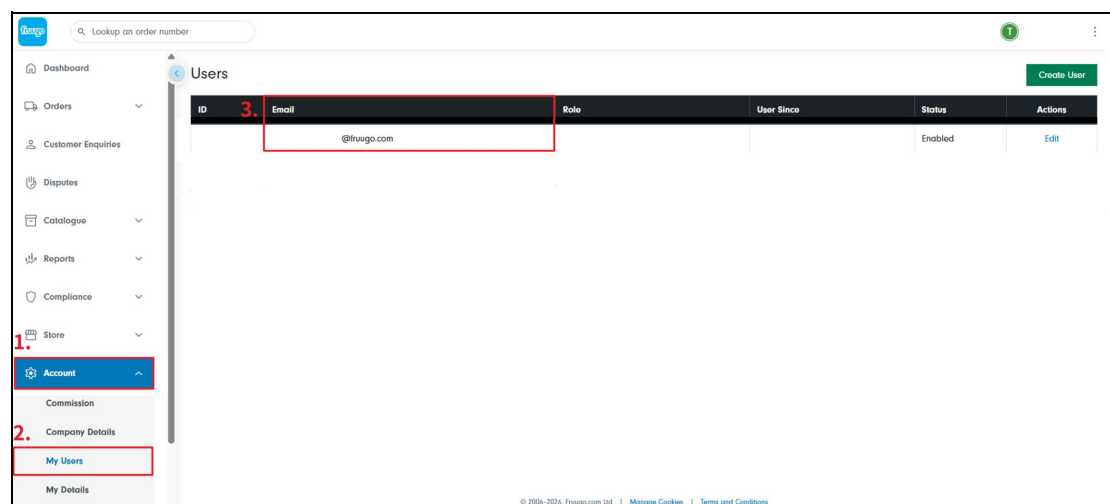 fruugo
Lookup an order number
T
Dashboard
Orders
Customer Enquiries
Disputes
Catalogue
Reports
Compliance
Store
1.
Account
Commission
2.
Company Details
My Users
My Details
Users
Create User
ID
3.
Email
Role
User Since
Status
Actions
@fruugo.com
Enabled
Edit
© 2006-2026, Fruugo.com Ltd | Manage Cookies | Terms and Conditions